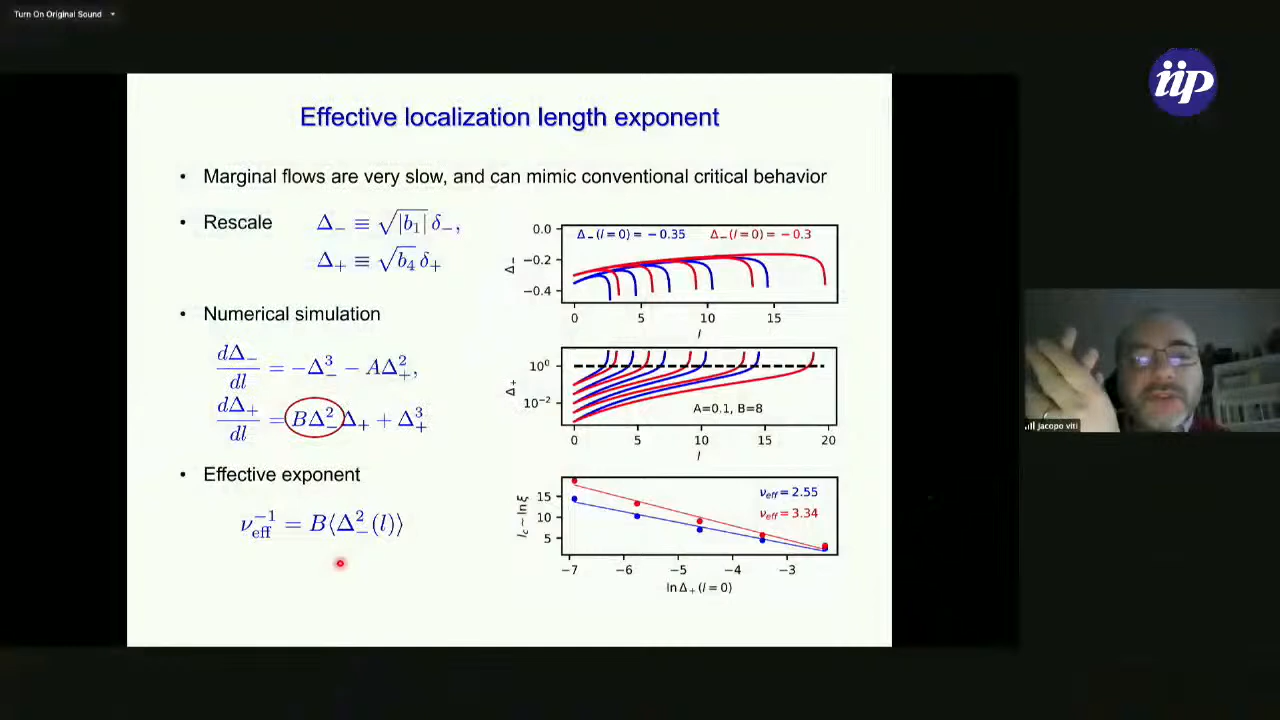 Turn On Original Sound
iip
Effective localization length exponent
• Marginal flows are very slow, and can mimic conventional critical behavior
• Rescale Δ₋ ≡ √|b₁| δ₋,
Δ₊ ≡ √b₄ δ₊
• Numerical simulation
dΔ₋/dl = −Δ₋³ − AΔ₊²,
dΔ₊/dl = BΔ₋²Δ₊ + Δ₊³
• Effective exponent
ν_eff⁻¹ = B⟨Δ₋²(l)⟩
Δ₋(l=0) = −0.35 Δ₋(l=0) = −0.3
Δ₋
0.0
−0.2
−0.4
0 5 10 15
l
Δ₊
10⁰
10⁻²
A=0.1, B=8
0 5 10 15 20
l
l_c ~ ln ξ
15
10
5
ν_eff = 2.55
ν_eff = 3.34
−7 −6 −5 −4 −3
ln Δ₊(l=0)
jacopo viti